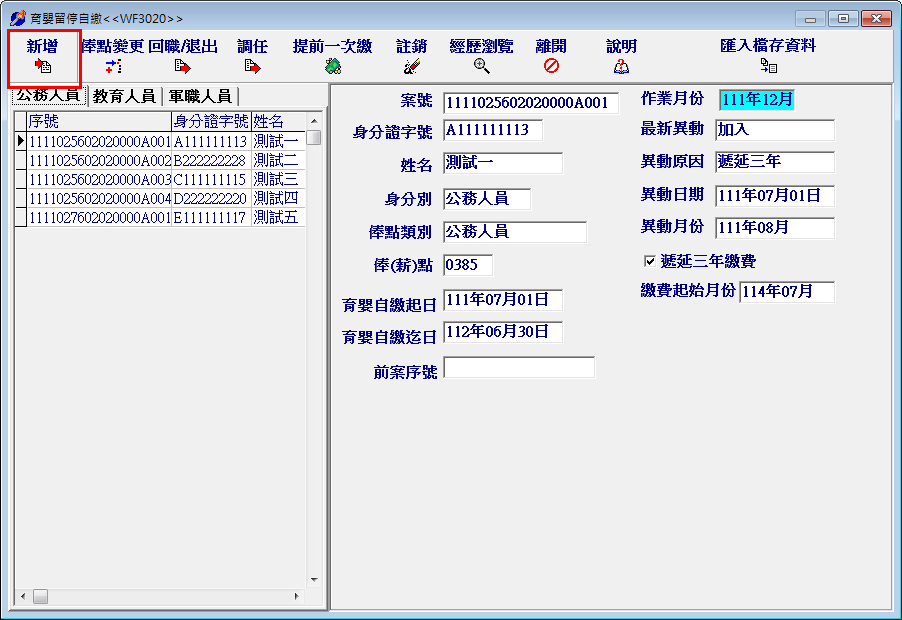 育嬰留停自繳<<WF3020>>
新增 俸點變更 回職/退出 調任 提前一次繳 註銷 經歷瀏覽 離開 說明 匯入檔存資料
公務人員 教育人員 軍職人員
序號 身分證字號 姓名
1111025602020000A001 A111111113 測試一
1111025602020000A002 B222222228 測試二
1111025602020000A003 C111111115 測試三
1111025602020000A004 D222222220 測試四
1111027602020000A001 E111111117 測試五
案號 1111025602020000A001
身分證字號 A111111113
姓名 測試一
身分別 公務人員
俸點類別 公務人員
俸(薪)點 0385
育嬰自繳起日 111年07月01日
育嬰自繳迄日 112年06月30日
前案序號
作業月份 111年12月
最新異動 加入
異動原因 遞延三年
異動日期 111年07月01日
異動月份 111年08月
遞延三年繳費
繳費起始月份 114年07月